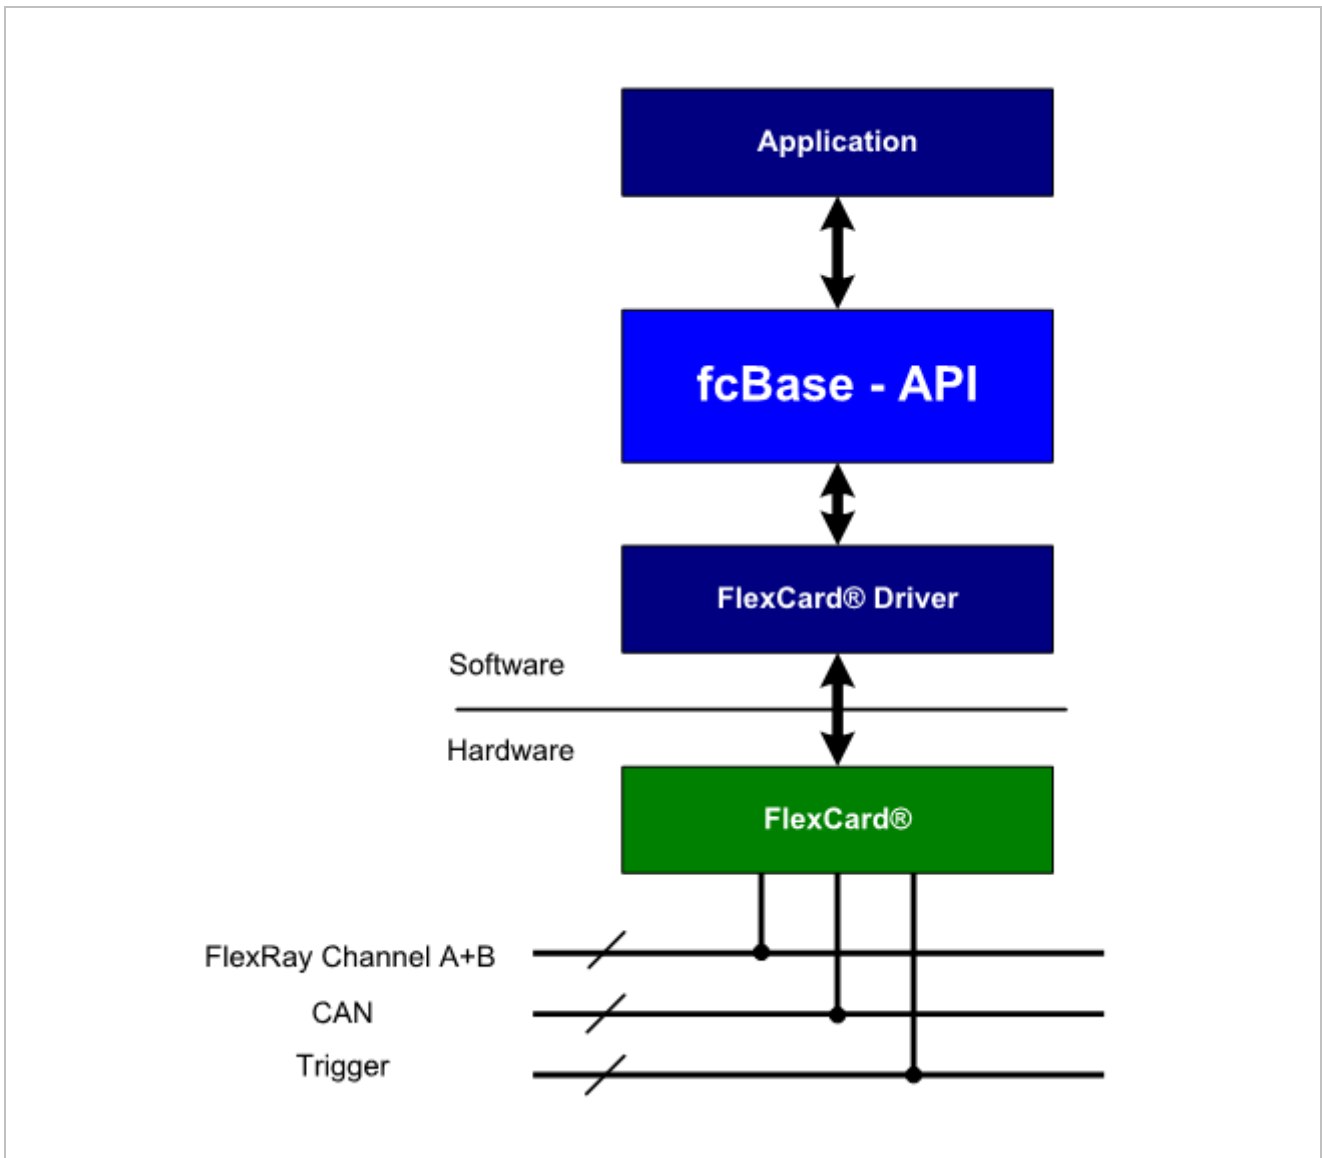 Application
fcBase - API
FlexCard® Driver
Software
Hardware
FlexCard®
FlexRay Channel A+B
CAN
Trigger